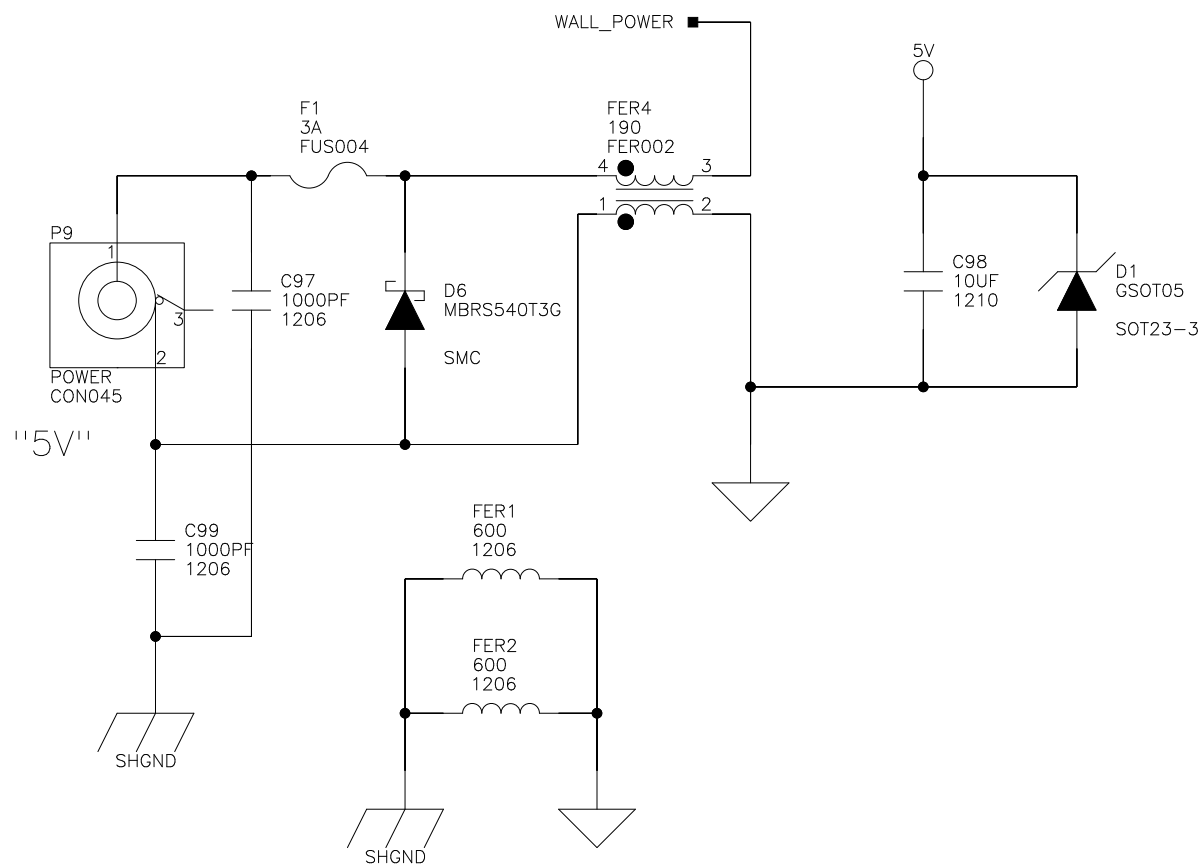 WALL_POWER
5V
F1
3A
FUS004
FER4
190
FER002
4
3
1
2
P9
1
3
2
POWER
CON045
"5V"
C97
1000PF
1206
D6
MBRS540T3G
SMC
C98
10UF
1210
D1
GSOT05
SOT23-3
C99
1000PF
1206
SHGND
FER1
600
1206
FER2
600
1206
SHGND